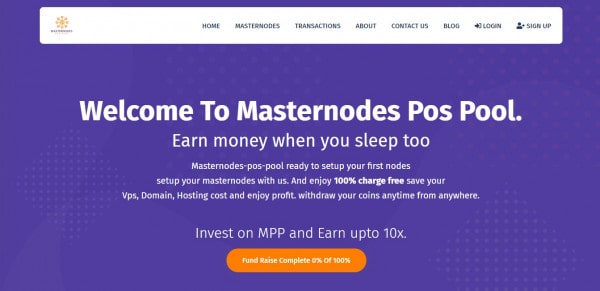 MASTERNODES
HOME MASTERNODES TRANSACTIONS ABOUT CONTACT US BLOG LOGIN SIGN UP
Welcome To Masternodes Pos Pool.
Earn money when you sleep too
Masternodes-pos-pool ready to setup your first nodes
setup your masternodes with us. And enjoy 100% charge free save your
Vps, Domain, Hosting cost and enjoy profit. withdraw your coins anytime from anywhere.
Invest on MPP and Earn upto 10x.
Fund Raise Complete 0% Of 100%